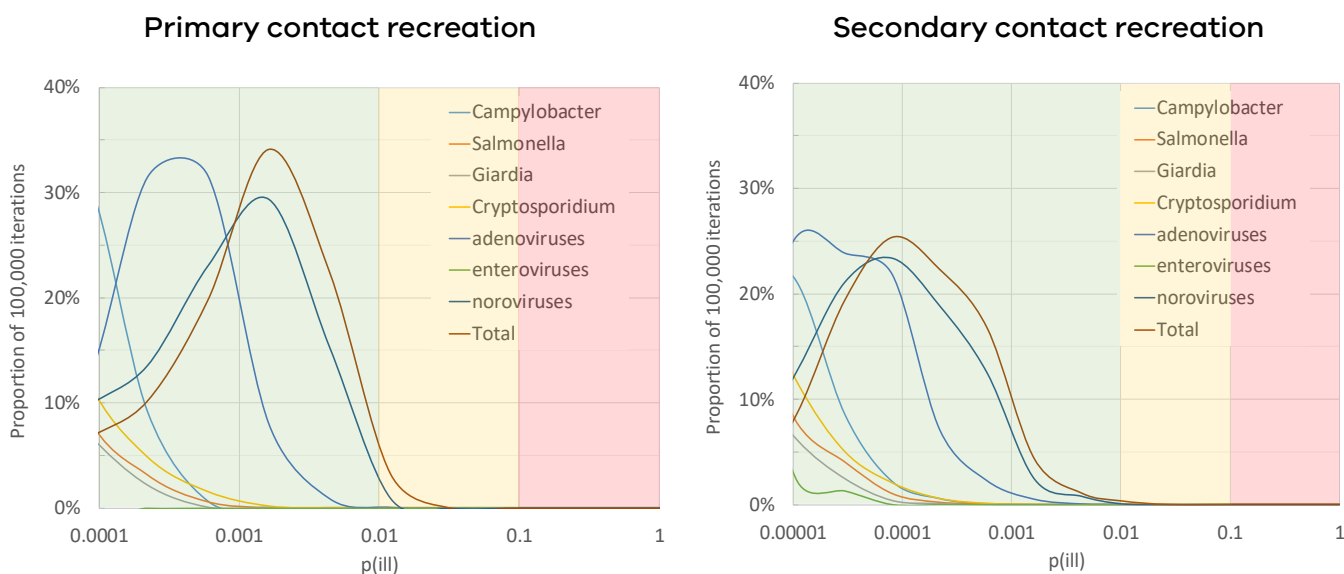 Primary contact recreation
40%
30%
20%
10%
0%
Proportion of 100,000 iterations
Campylobacter
Salmonella
Giardia
Cryptosporidium
adenoviruses
enteroviruses
noroviruses
Total
0.0001
0.001
0.01
0.1
1
p(ill)
Secondary contact recreation
40%
30%
20%
10%
0%
Proportion of 100,000 iterations
Campylobacter
Salmonella
Giardia
Cryptosporidium
adenoviruses
enteroviruses
noroviruses
Total
0.00001
0.0001
0.001
0.01
0.1
1
p(ill)